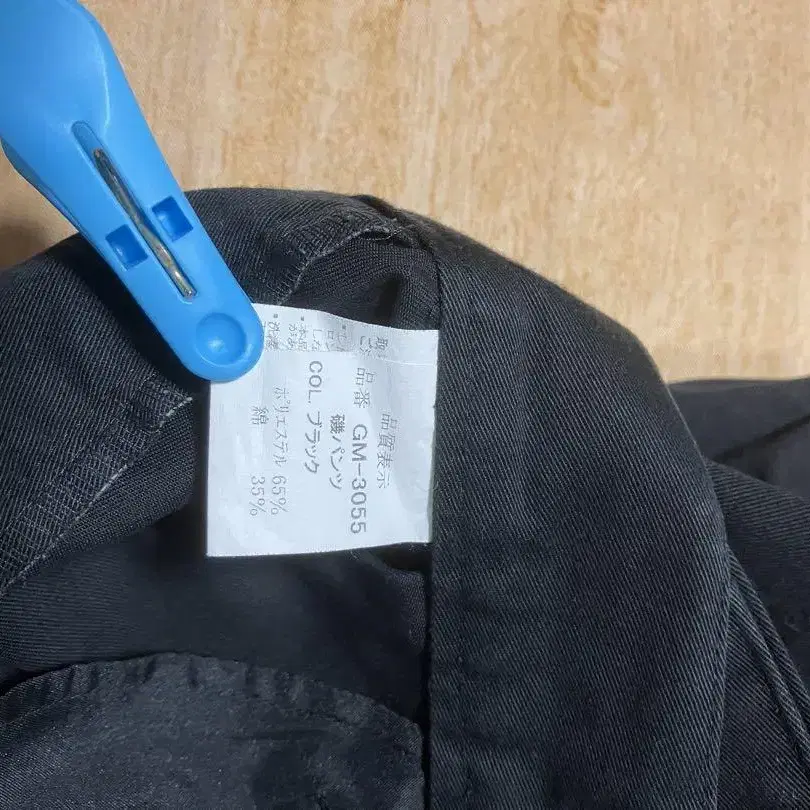 品質表示
品番 GM-3055
磯パンツ
COL. ブラック
ポリエステル 65%
綿 35%